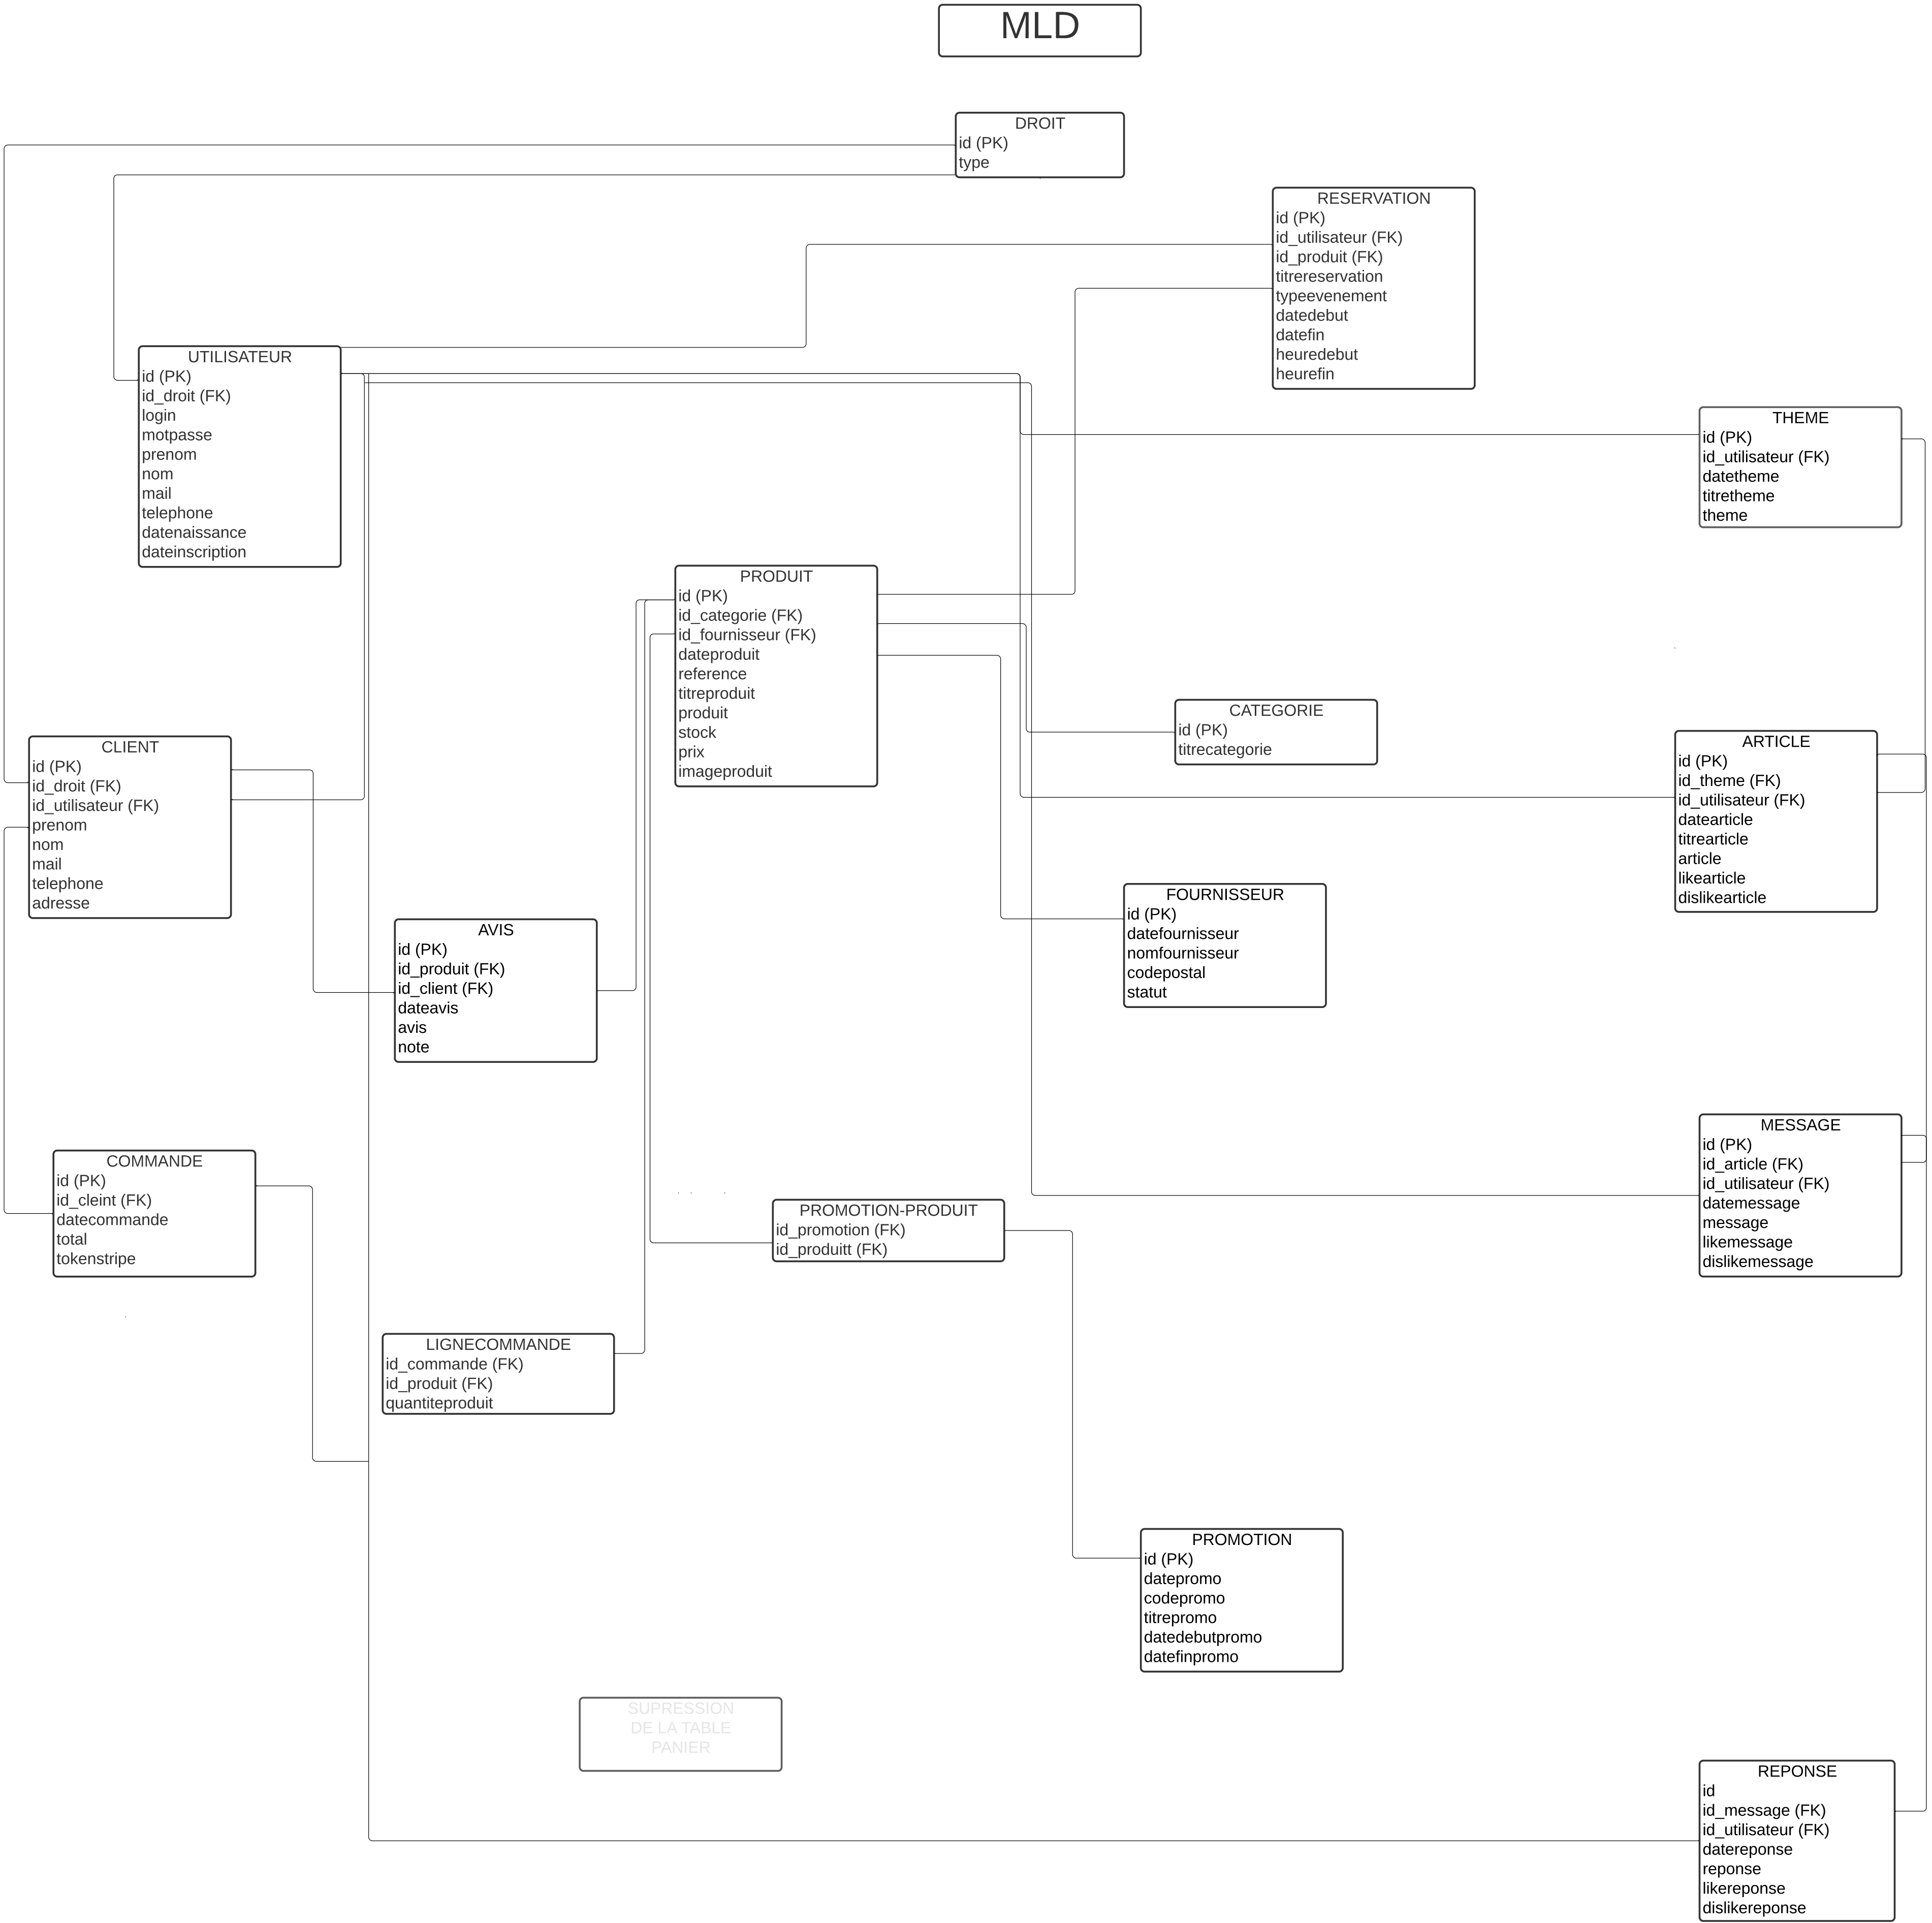 MLD
DROIT
id (PK)
type
RESERVATION
id (PK)
id_utilisateur (FK)
id_produit (FK)
titrereservation
typeevenement
datedebut
datefin
heuredebut
heurefin
UTILISATEUR
id (PK)
id_droit (FK)
login
motpasse
prenom
nom
mail
telephone
datenaissance
dateinscription
THEME
id (PK)
id_utilisateur (FK)
datetheme
titretheme
theme
PRODUIT
id (PK)
id_categorie (FK)
id_fournisseur (FK)
dateproduit
reference
titreproduit
produit
stock
prix
imageproduit
CATEGORIE
id (PK)
titrecategorie
ARTICLE
id (PK)
id_theme (FK)
id_utilisateur (FK)
datearticle
titrearticle
article
likearticle
dislikearticle
CLIENT
id (PK)
id_droit (FK)
id_utilisateur (FK)
prenom
nom
mail
telephone
adresse
FOURNISSEUR
id (PK)
datefournisseur
nomfournisseur
codepostal
statut
AVIS
id (PK)
id_produit (FK)
id_client (FK)
dateavis
avis
note
MESSAGE
id (PK)
id_article (FK)
id_utilisateur (FK)
datemessage
message
likemessage
dislikemessage
COMMANDE
id (PK)
id_cleint (FK)
datecommande
total
tokenstripe
PROMOTION-PRODUIT
id_promotion (FK)
id_produitt (FK)
LIGNECOMMANDE
id_commande (FK)
id_produit (FK)
quantiteproduit
PROMOTION
id (PK)
datepromo
codepromo
titrepromo
datedebutpromo
datefinpromo
SUPRESSION
DE LA TABLE
PANIER
REPONSE
id
id_message (FK)
id_utilisateur (FK)
datereponse
reponse
likereponse
dislikereponse